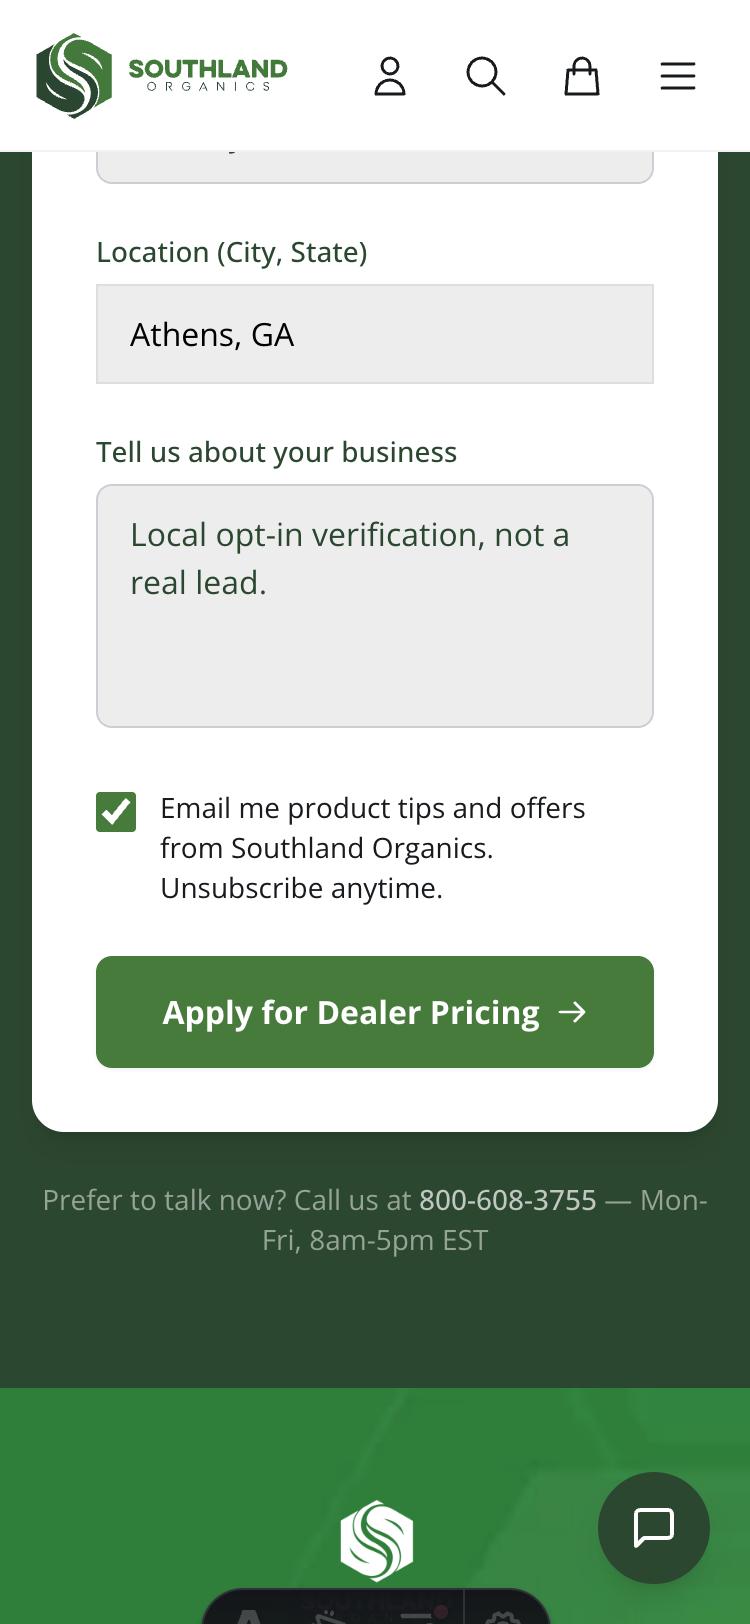 SOUTHLAND
ORGANICS
Location (City, State)
Athens, GA
Tell us about your business
Local opt-in verification, not a
real lead.
Email me product tips and offers
from Southland Organics.
Unsubscribe anytime.
Apply for Dealer Pricing →
Prefer to talk now? Call us at 800-608-3755 — Mon-
Fri, 8am-5pm EST